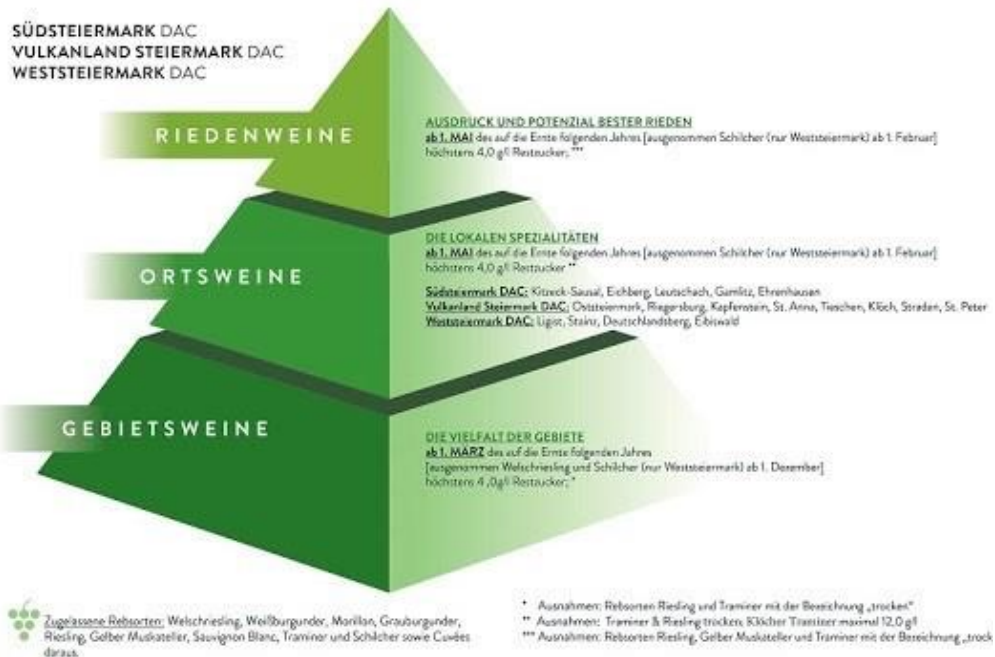 SÜDSTEIERMARK DAC
VULKANLAND STEIERMARK DAC
WESTSTEIERMARK DAC
RIEDENWEINE
AUSDRUCK UND POTENZIAL BESTER RIEDEN
ab 1. MAI des auf die Ernte folgenden Jahres [ausgenommen Schilcher (nur Weststeiermark) ab 1. Februar]
höchstens 4,0 g/l Restzucker; ***
ORTSWEINE
DIE LOKALEN SPEZIALITÄTEN
ab 1. MAI des auf die Ernte folgenden Jahres [ausgenommen Schilcher (nur Weststeiermark) ab 1. Februar]
höchstens 4,0 g/l Restzucker **
Südsteiermark DAC: Kitzeck-Sausal, Eichberg, Leutschach, Gamlitz, Ehrenhausen
Vulkanland Steiermark DAC: Oststeiermark, Riegersburg, Kapfenstein, St. Anna, Tieschen, Klöch, Straden, St. Peter
Weststeiermark DAC: Ligist, Stainz, Deutschlandsberg, Eibiswald
GEBIETSWEINE
DIE VIELFALT DER GEBIETE
ab 1. MÄRZ des auf die Ernte folgenden Jahres
[ausgenommen Welschriesling und Schilcher (nur Weststeiermark) ab 1. Dezember]
höchstens 4 ,0g/l Restzucker; *
Zugelassene Rebsorten: Welschriesling, Weißburgunder, Morillon, Grauburgunder,
Riesling, Gelber Muskateller, Sauvignon Blanc, Traminer und Schilcher sowie Cuvées
daraus.
* Ausnahmen: Rebsorten Riesling und Traminer mit der Bezeichnung „trocken“
** Ausnahmen: Traminer & Riesling trocken; Klöcher Traminer maximal 12,0 g/l
*** Ausnahmen: Rebsorten Riesling, Gelber Muskateller und Traminer mit der Bezeichnung „trock